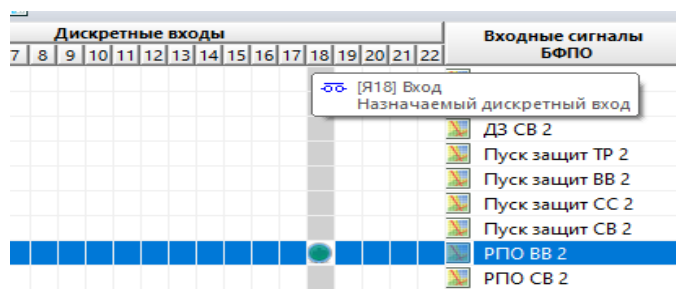 Дискретные входы
Входные сигналы
БФПО
7 8 9 10 11 12 13 14 15 16 17 18 19 20 21 22
[Я18] Вход
Назначаемый дискретный вход
ДЗ СВ 2
Пуск защит ТР 2
Пуск защит ВВ 2
Пуск защит СС 2
Пуск защит СВ 2
РПО ВВ 2
РПО СВ 2